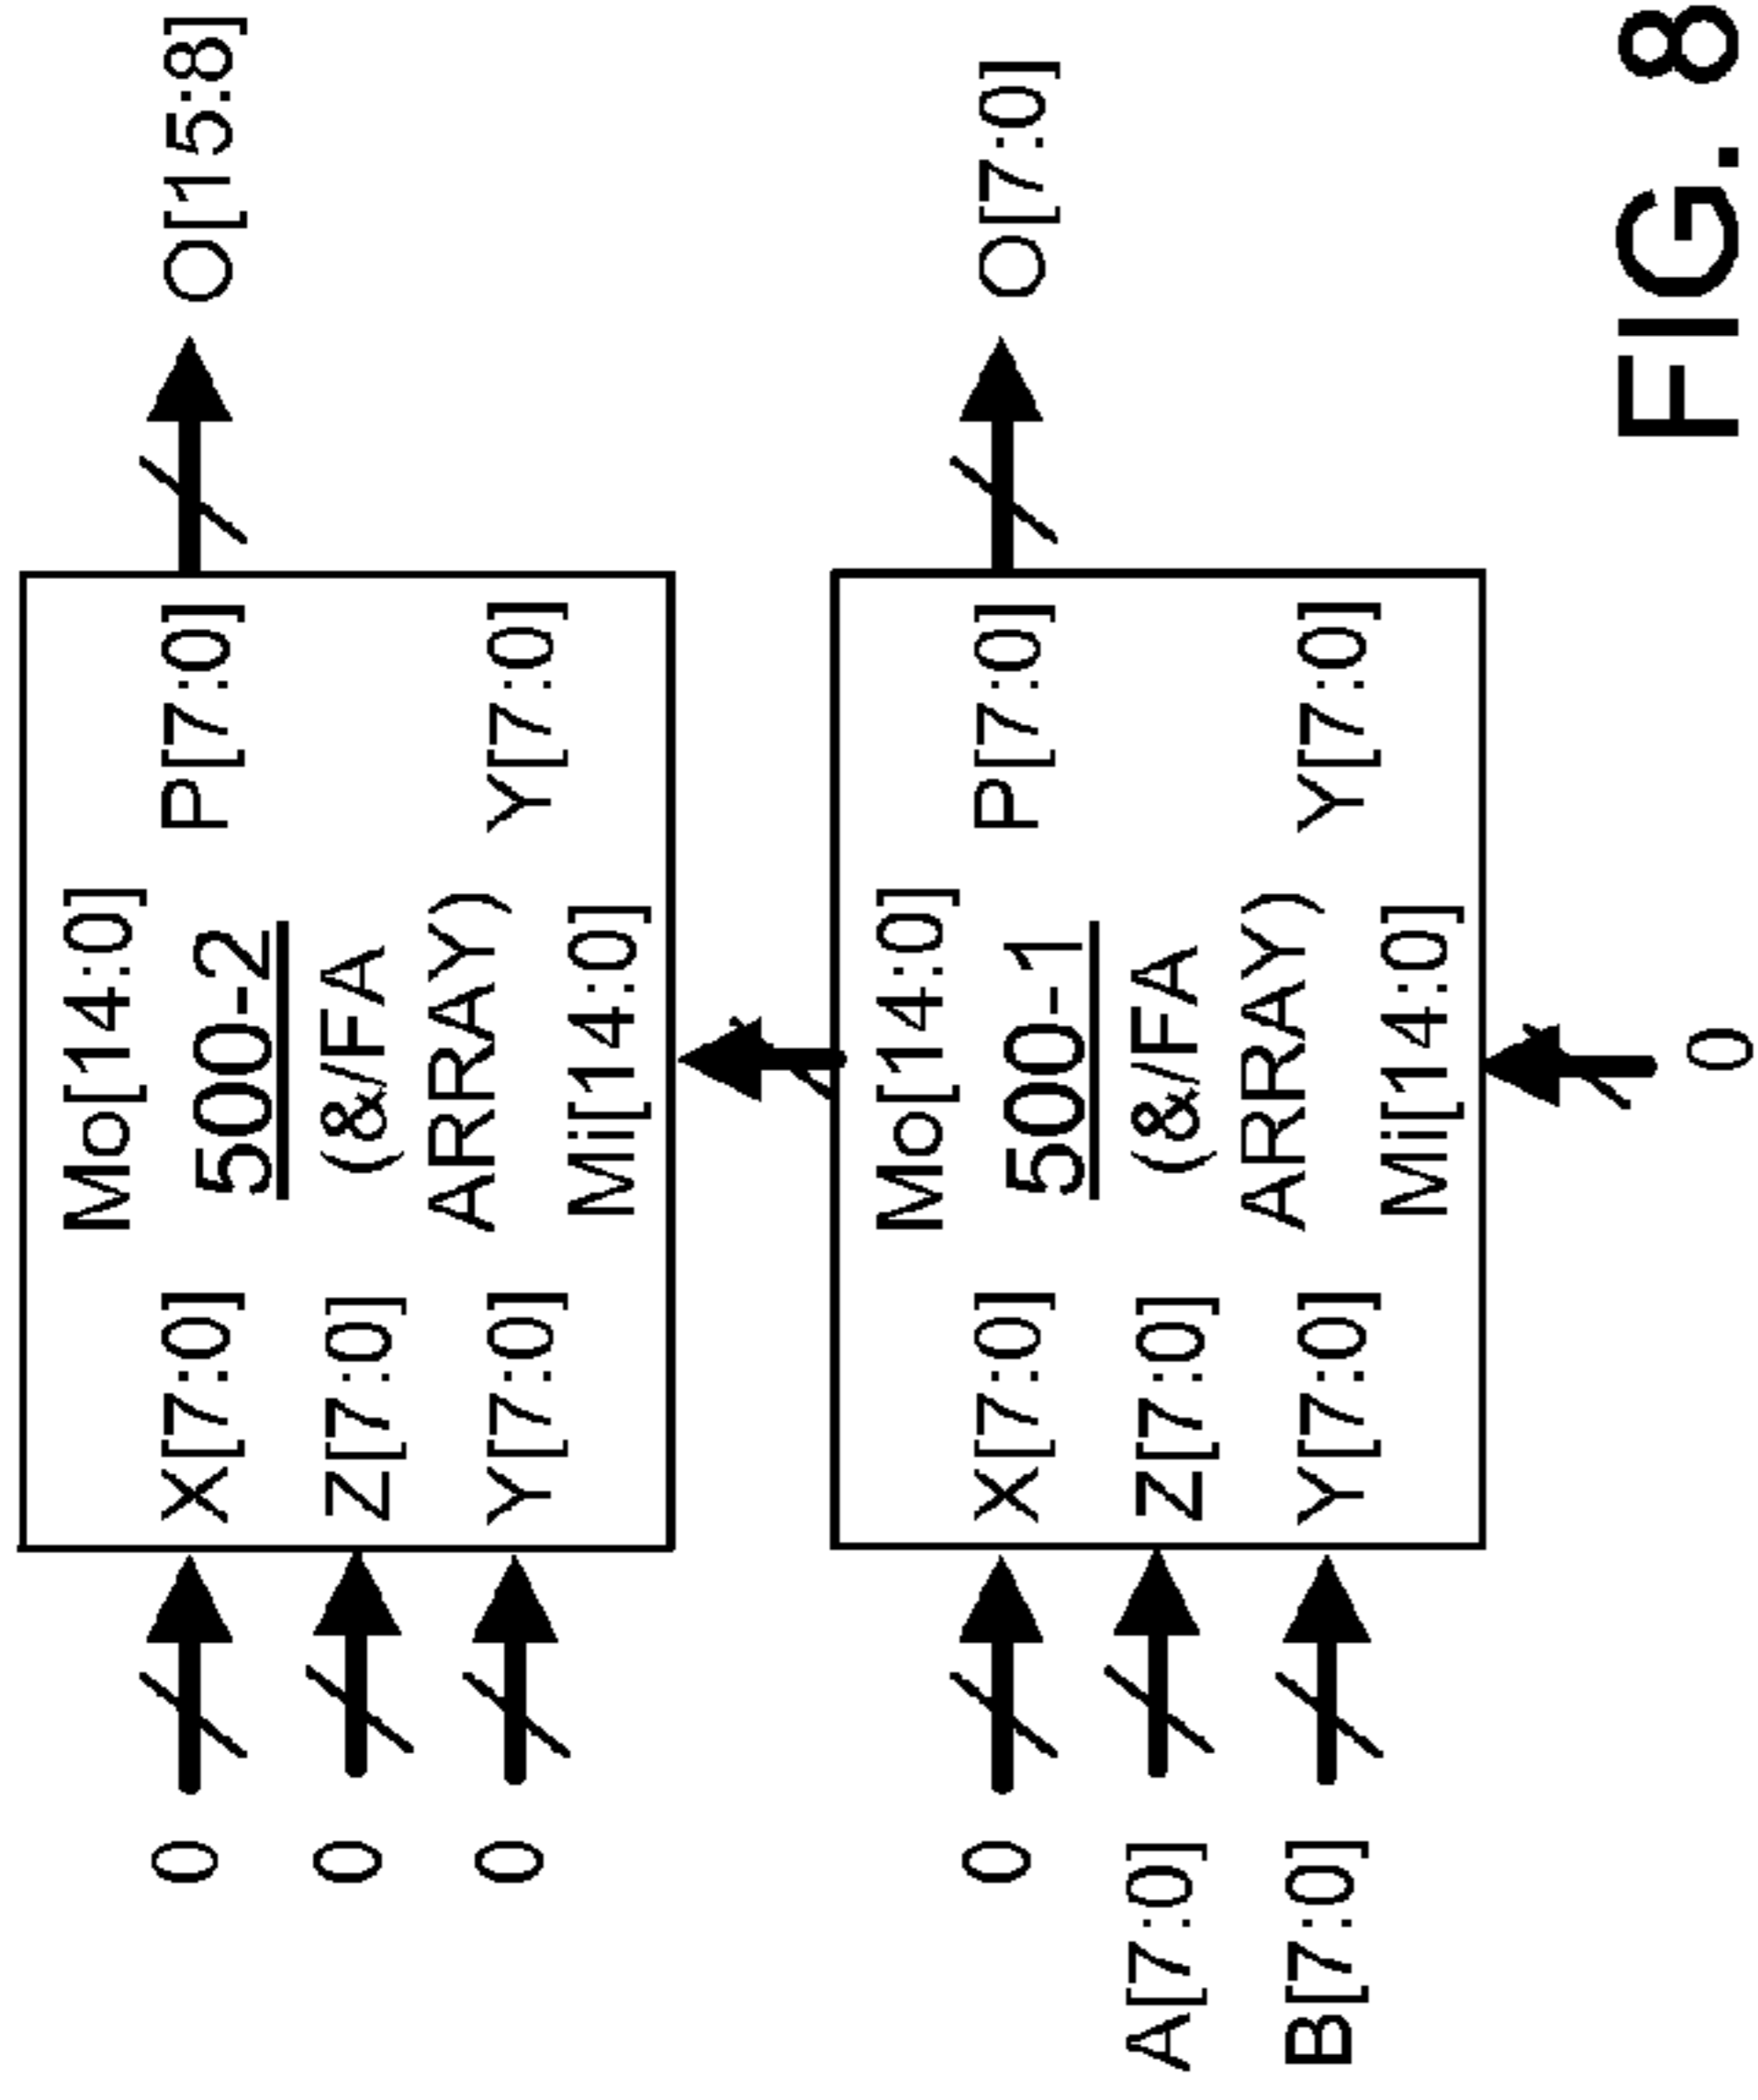 Mo[14:0]
0 X[7:0] 500-2 P[7:0] O[15:8]
0 Z[7:0] (&/FA
0 Y[7:0] ARRAY) Y[7:0]
Mi[14:0]
Mo[14:0]
0 X[7:0] 500-1 P[7:0] O[7:0]
A[7:0] Z[7:0] (&/FA
B[7:0] Y[7:0] ARRAY) Y[7:0]
Mi[14:0]
0
FIG. 8